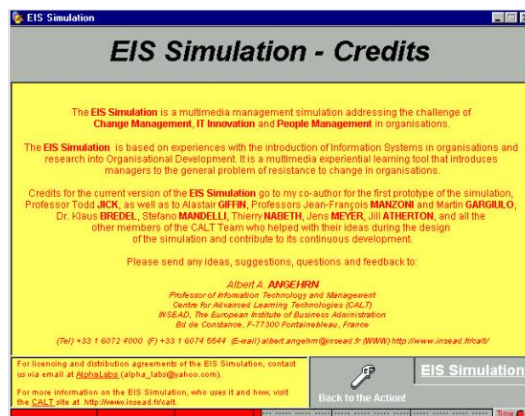 EIS Simulation
EIS Simulation - Credits
The EIS Simulation is a multimedia management simulation addressing the challenge of
Change Management, IT Innovation and People Management in organisations.
The EIS Simulation is based on experiences with the introduction of Information Systems in organisations and
research into Organisational Development. It is a multimedia experiential learning tool that introduces
managers to the general problem of resistance to change in organisations.
Credits for the current version of the EIS Simulation go to my co-author for the first prototype of the simulation,
Professor Todd JICK, as well as to Alastair GIFFIN, Professors Jean-François MANZONI and Martin GARGIULO,
Dr. Klaus BREDEL, Stefano MANDELLI, Thierry NABETH, Jens MEYER, Jill ATHERTON, and all the
other members of the CALT Team who helped with their ideas during the design
of the simulation and contribute to its continuous development.
Please send any ideas, suggestions, questions and feedback to:
Albert A. ANGEHRN
Professor of Information Technology and Management
Centre for Advanced Learning Technologies (CALT)
INSEAD, The European Institute of Business Administration
Bd de Constance, F-77300 Fontainebleau, France
(Tel) +33 1 6072 4000 (F) +33 1 6074 5544 (E-mail) albert.angehrn@insead.fr (WWW) http://www.insead.fr/calt/
For licencing and distribution agreements of the EIS Simulation, contact
us via email at AlphaLabs (alpha_labs@yahoo.com).
For more information on the EIS Simulation, who uses it and how, visit
the CALT site at http://www.insead.fr/calt.
Back to the Action!
EIS Simulation
Time